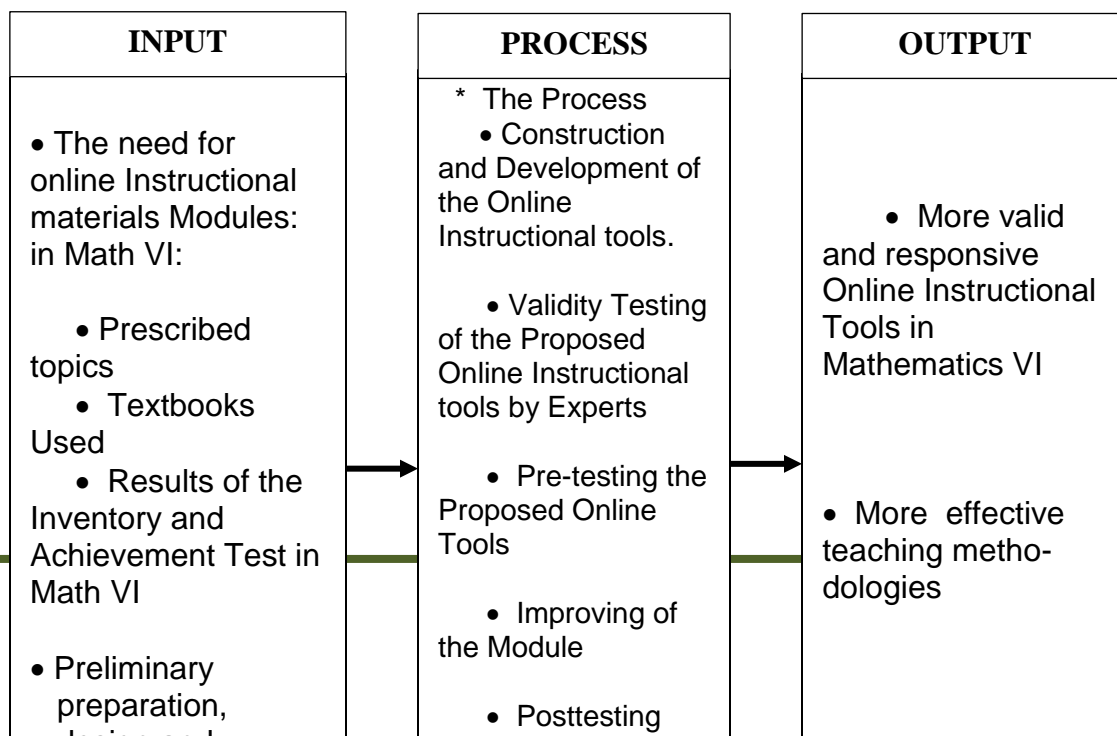 INPUT
• The need for
online Instructional
materials Modules:
in Math VI:
• Prescribed
topics
• Textbooks
Used
• Results of the
Inventory and
Achievement Test in
Math VI
• Preliminary
preparation,
PROCESS
* The Process
• Construction
and Development of
the Online
Instructional tools.
• Validity Testing
of the Proposed
Online Instructional
tools by Experts
• Pre-testing the
Proposed Online
Tools
• Improving of
the Module
• Posttesting
OUTPUT
• More valid
and responsive
Online Instructional
Tools in
Mathematics VI
• More effective
teaching metho-
dologies